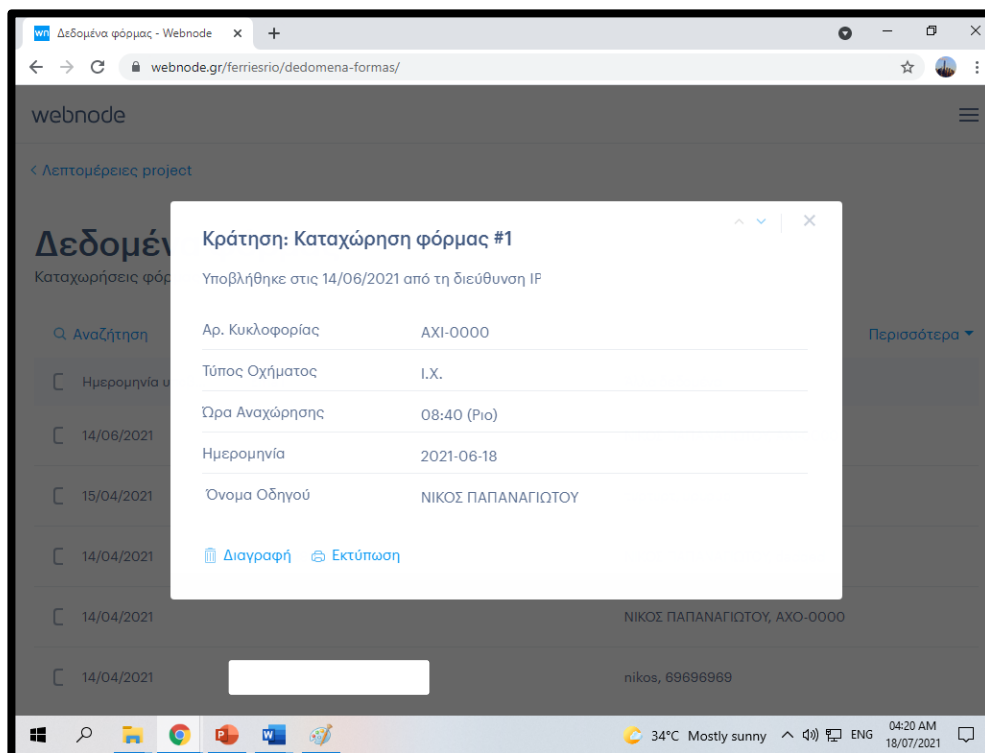 wn Δεδομένα φόρμας - Webnode
webnode.gr/ferriesrio/dedomena-formas/
webnode
< Λεπτομέρειες project
Δεδομέν
Καταχωρήσεις φόρ
Αναζήτηση
Περισσότερα
Ημερομηνία υ
14/06/2021
15/04/2021
14/04/2021
14/04/2021 ΝΙΚΟΣ ΠΑΠΑΝΑΓΙΩΤΟΥ, ΑΧΟ-0000
14/04/2021 nikos, 69696969
Κράτηση: Καταχώρηση φόρμας #1
Υποβλήθηκε στις 14/06/2021 από τη διεύθυνση IP
Αρ. Κυκλοφορίας ΑΧΙ-0000
Τύπος Οχήματος Ι.Χ.
Ώρα Αναχώρησης 08:40 (Ριο)
Ημερομηνία 2021-06-18
Όνομα Οδηγού ΝΙΚΟΣ ΠΑΠΑΝΑΓΙΩΤΟΥ
Διαγραφή Εκτύπωση
34°C Mostly sunny ENG 04:20 AM
18/07/2021